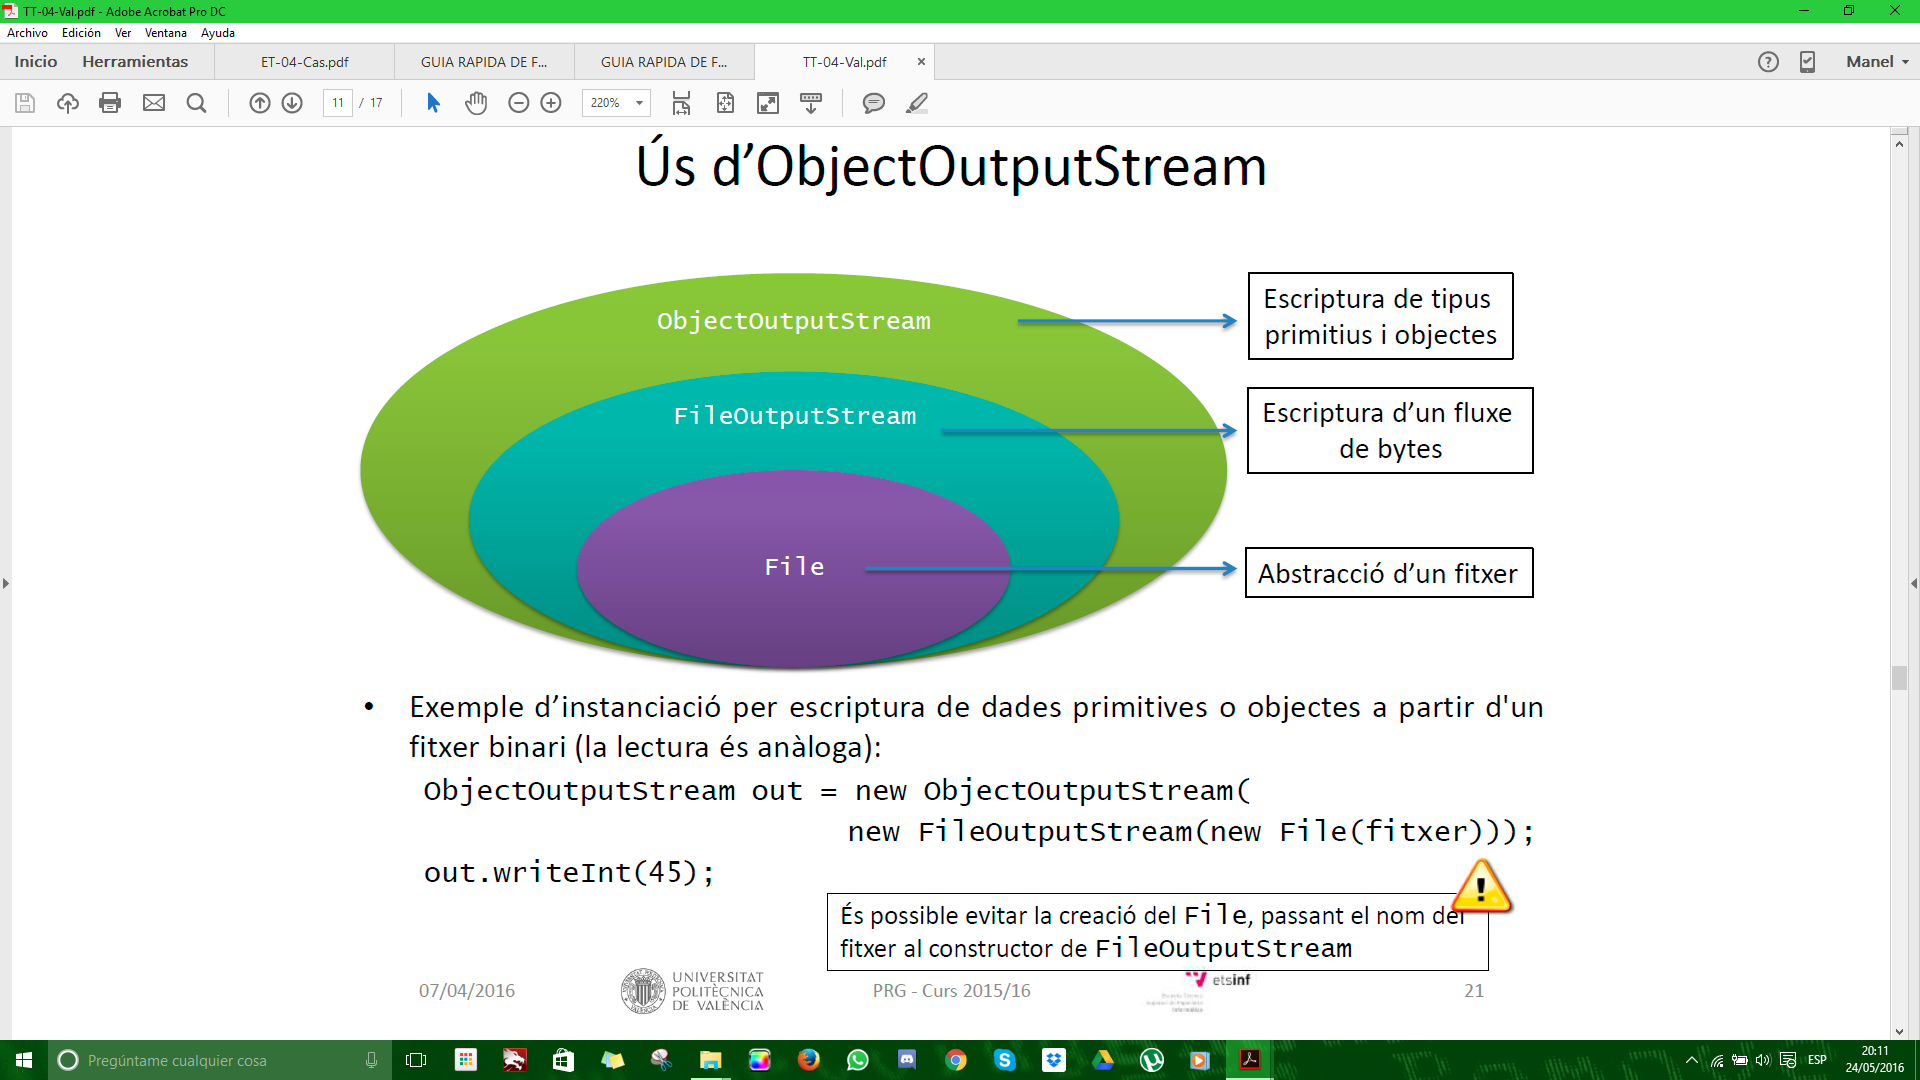 TT-04-Val.pdf - Adobe Acrobat Pro DC
Archivo Edición Ver Ventana Ayuda
Inicio Herramientas ET-04-Cas.pdf GUIA RAPIDA DE F... GUIA RAPIDA DE F... TT-04-Val.pdf × Manel
11 / 17 220%
Ús d’ObjectOutputStream
ObjectOutputStream
Escriptura de tipus
primitius i objectes
FileOutputStream
Escriptura d’un fluxe
de bytes
File
Abstracció d’un fitxer
• Exemple d’instanciació per escriptura de dades primitives o objectes a partir d'un
fitxer binari (la lectura és anàloga):
ObjectOutputStream out = new ObjectOutputStream(
new FileOutputStream(new File(fitxer)));
out.writeInt(45);
És possible evitar la creació del File, passant el nom del
fitxer al constructor de FileOutputStream
07/04/2016
UNIVERSITAT
POLITÈCNICA
DE VALÈNCIA
PRG - Curs 2015/16
etsinf
21
Pregúntame cualquier cosa
ESP
20:11
24/05/2016